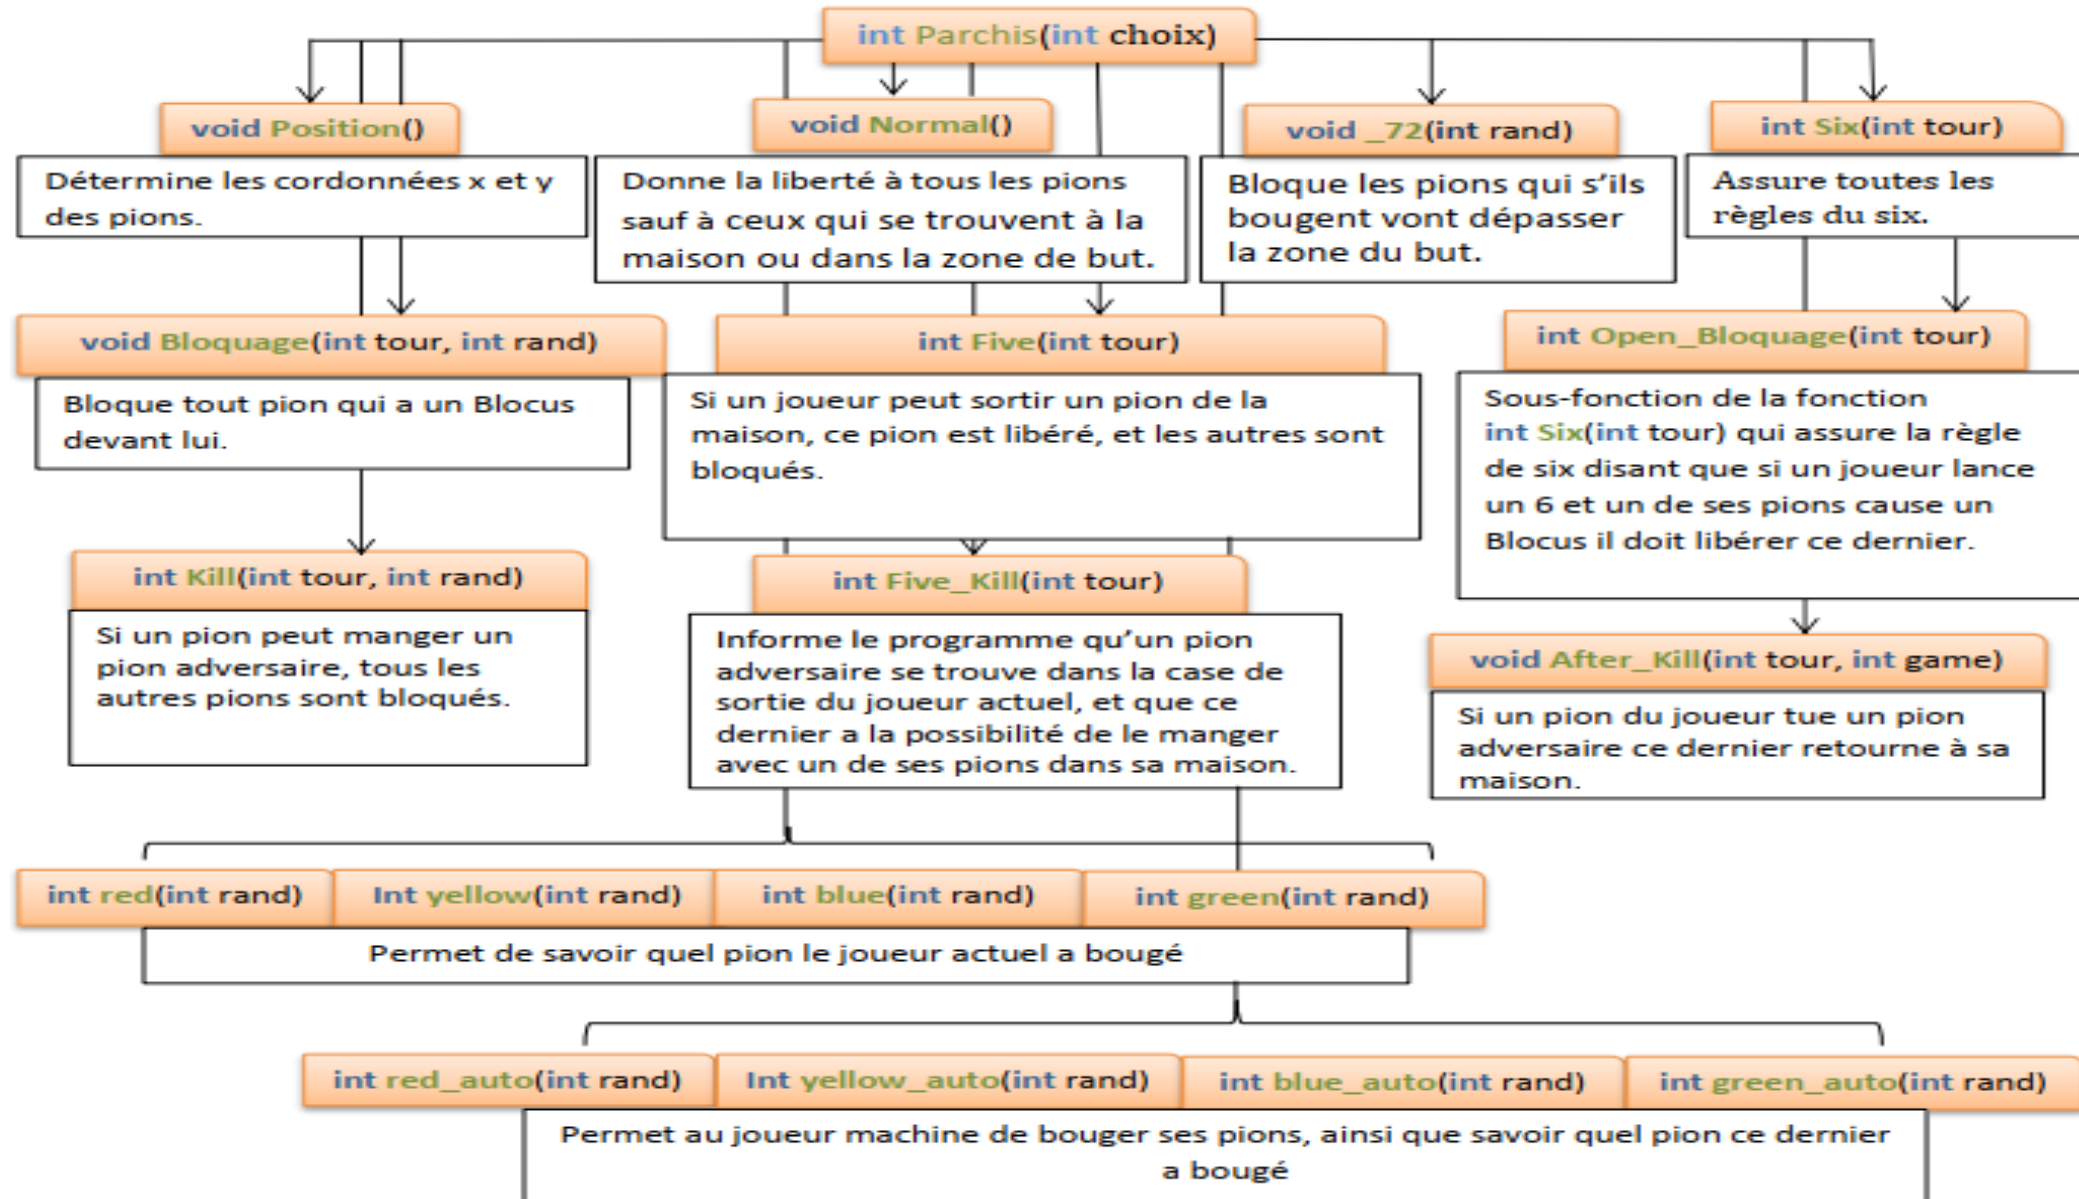 int Parchis(int choix)
void Position()
Détermine les cordonnées x et y
des pions.
void Normal()
Donne la liberté à tous les pions
sauf à ceux qui se trouvent à la
maison ou dans la zone de but.
void _72(int rand)
Bloque les pions qui s'ils
bougent vont dépasser
la zone du but.
int Six(int tour)
Assure toutes les
règles du six.
void Bloquage(int tour, int rand)
Bloque tout pion qui a un Blocus
devant lui.
int Five(int tour)
Si un joueur peut sortir un pion de la
maison, ce pion est libéré, et les autres sont
bloqués.
int Open_Bloquage(int tour)
Sous-fonction de la fonction
int Six(int tour) qui assure la règle
de six disant que si un joueur lance
un 6 et un de ses pions cause un
Blocus il doit libérer ce dernier.
int Kill(int tour, int rand)
Si un pion peut manger un
pion adversaire, tous les
autres pions sont bloqués.
int Five_Kill(int tour)
Informe le programme qu'un pion
adversaire se trouve dans la case de
sortie du joueur actuel, et que ce
dernier a la possibilité de le manger
avec un de ses pions dans sa maison.
void After_Kill(int tour, int game)
Si un pion du joueur tue un pion
adversaire ce dernier retourne à sa
maison.
int red(int rand)
Int yellow(int rand)
int blue(int rand)
int green(int rand)
Permet de savoir quel pion le joueur actuel a bougé
int red_auto(int rand)
Int yellow_auto(int rand)
int blue_auto(int rand)
int green_auto(int rand)
Permet au joueur machine de bouger ses pions, ainsi que savoir quel pion ce dernier
a bougé